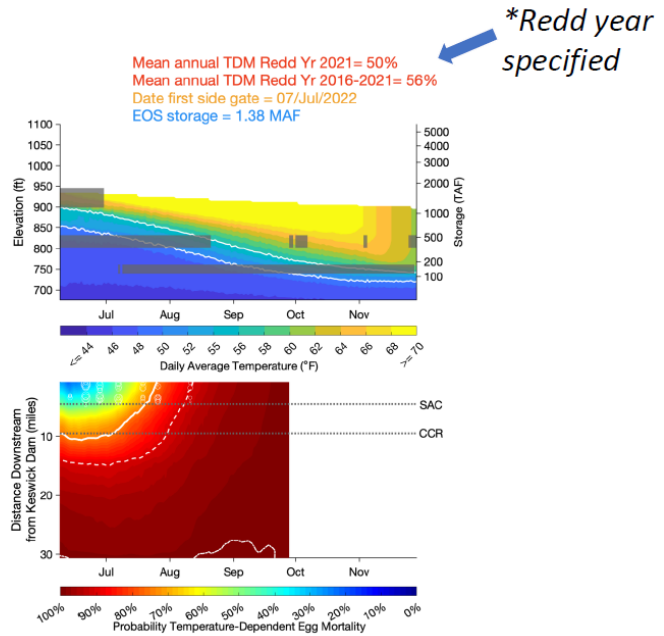 *Redd year
specified
Mean annual TDM Redd Yr 2021= 50%
Mean annual TDM Redd Yr 2016-2021= 56%
Date first side gate = 07/Jul/2022
EOS storage = 1.38 MAF
1100
1050
1000
950
900
850
800
750
700
Elevation (ft)
5000
4000
3000
2000
1000
500
200
100
Storage (TAF)
Jul Aug Sep Oct Nov
<= 44 46 48 50 52 54 56 58 60 62 64 66 68 >= 70
Daily Average Temperature (°F)
Distance Downstream
from Keswick Dam (miles)
10
20
30
SAC
CCR
Jul Aug Sep Oct Nov
100% 90% 80% 70% 60% 50% 40% 30% 20% 10% 0%
Probability Temperature-Dependent Egg Mortality